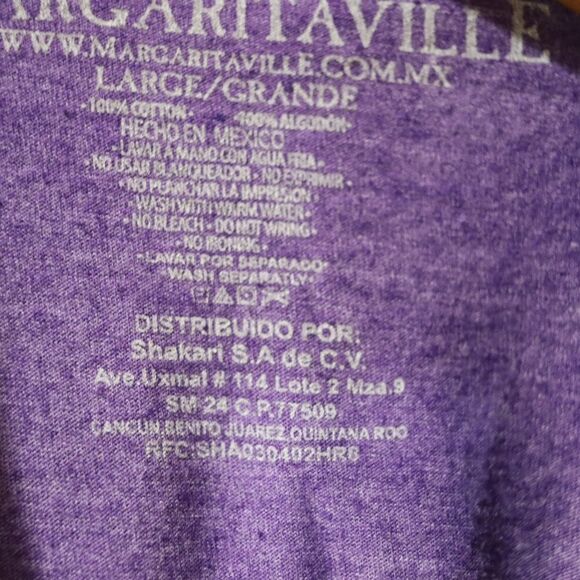 MARGARITAVILLE
WWW.MARGARITAVILLE.COM.MX
LARGE/GRANDE
•100% COTTON• •100% ALGODÓN•
HECHO EN MEXICO
•LAVAR A MANO CON AGUA FRIA•
•NO USAR BLANQUEADOR •NO EXPRIMIR•
•NO PLANCHAR LA IMPRESIÓN•
WASH WITH WARM WATER•
•NO BLEACH •DO NOT WRING•
•NO IRONING•
•LAVAR POR SEPARADO•
WASH SEPARATLY•
DISTRIBUIDO POR:
Shakari S.A de C.V.
Ave.Uxmal # 114 Lote 2 Mza.9
SM 24 C.P.77509
CANCUN.BENITO JUAREZ QUINTANA ROO
RFC:SHA030402HR6